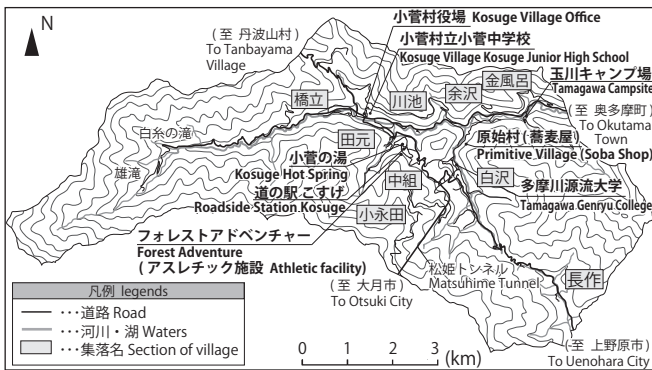 N
(至 丹波山村)
To Tanbayama
Village
小菅村役場 Kosuge Village Office
小菅村立小菅中学校
Kosuge Village Kosuge Junior High School
玉川キャンプ場
Tamagawa Campsite
金風呂
余沢
川池
橋立
(至 奥多摩町)
To Okutama
Town
白糸の滝
雄滝
田元
原始村(蕎麦屋)
Primitive Village (Soba Shop)
小菅の湯
Kosuge Hot Spring
中組
白沢
多摩川源流大学
Tamagawa Genryu College
道の駅 こすげ
Roadside Station Kosuge
小永田
フォレストアドベンチャー
Forest Adventure
(アスレチック施設 Athletic facility)
松姫トンネル
Matsuhime Tunnel
長作
(至 大月市)
To Otsuki City
凡例 legends
・・・道路 Road
・・・河川・湖 Waters
・・・集落名 Section of village
0 1 2 3
(km)
(至 上野原市)
To Uenohara City